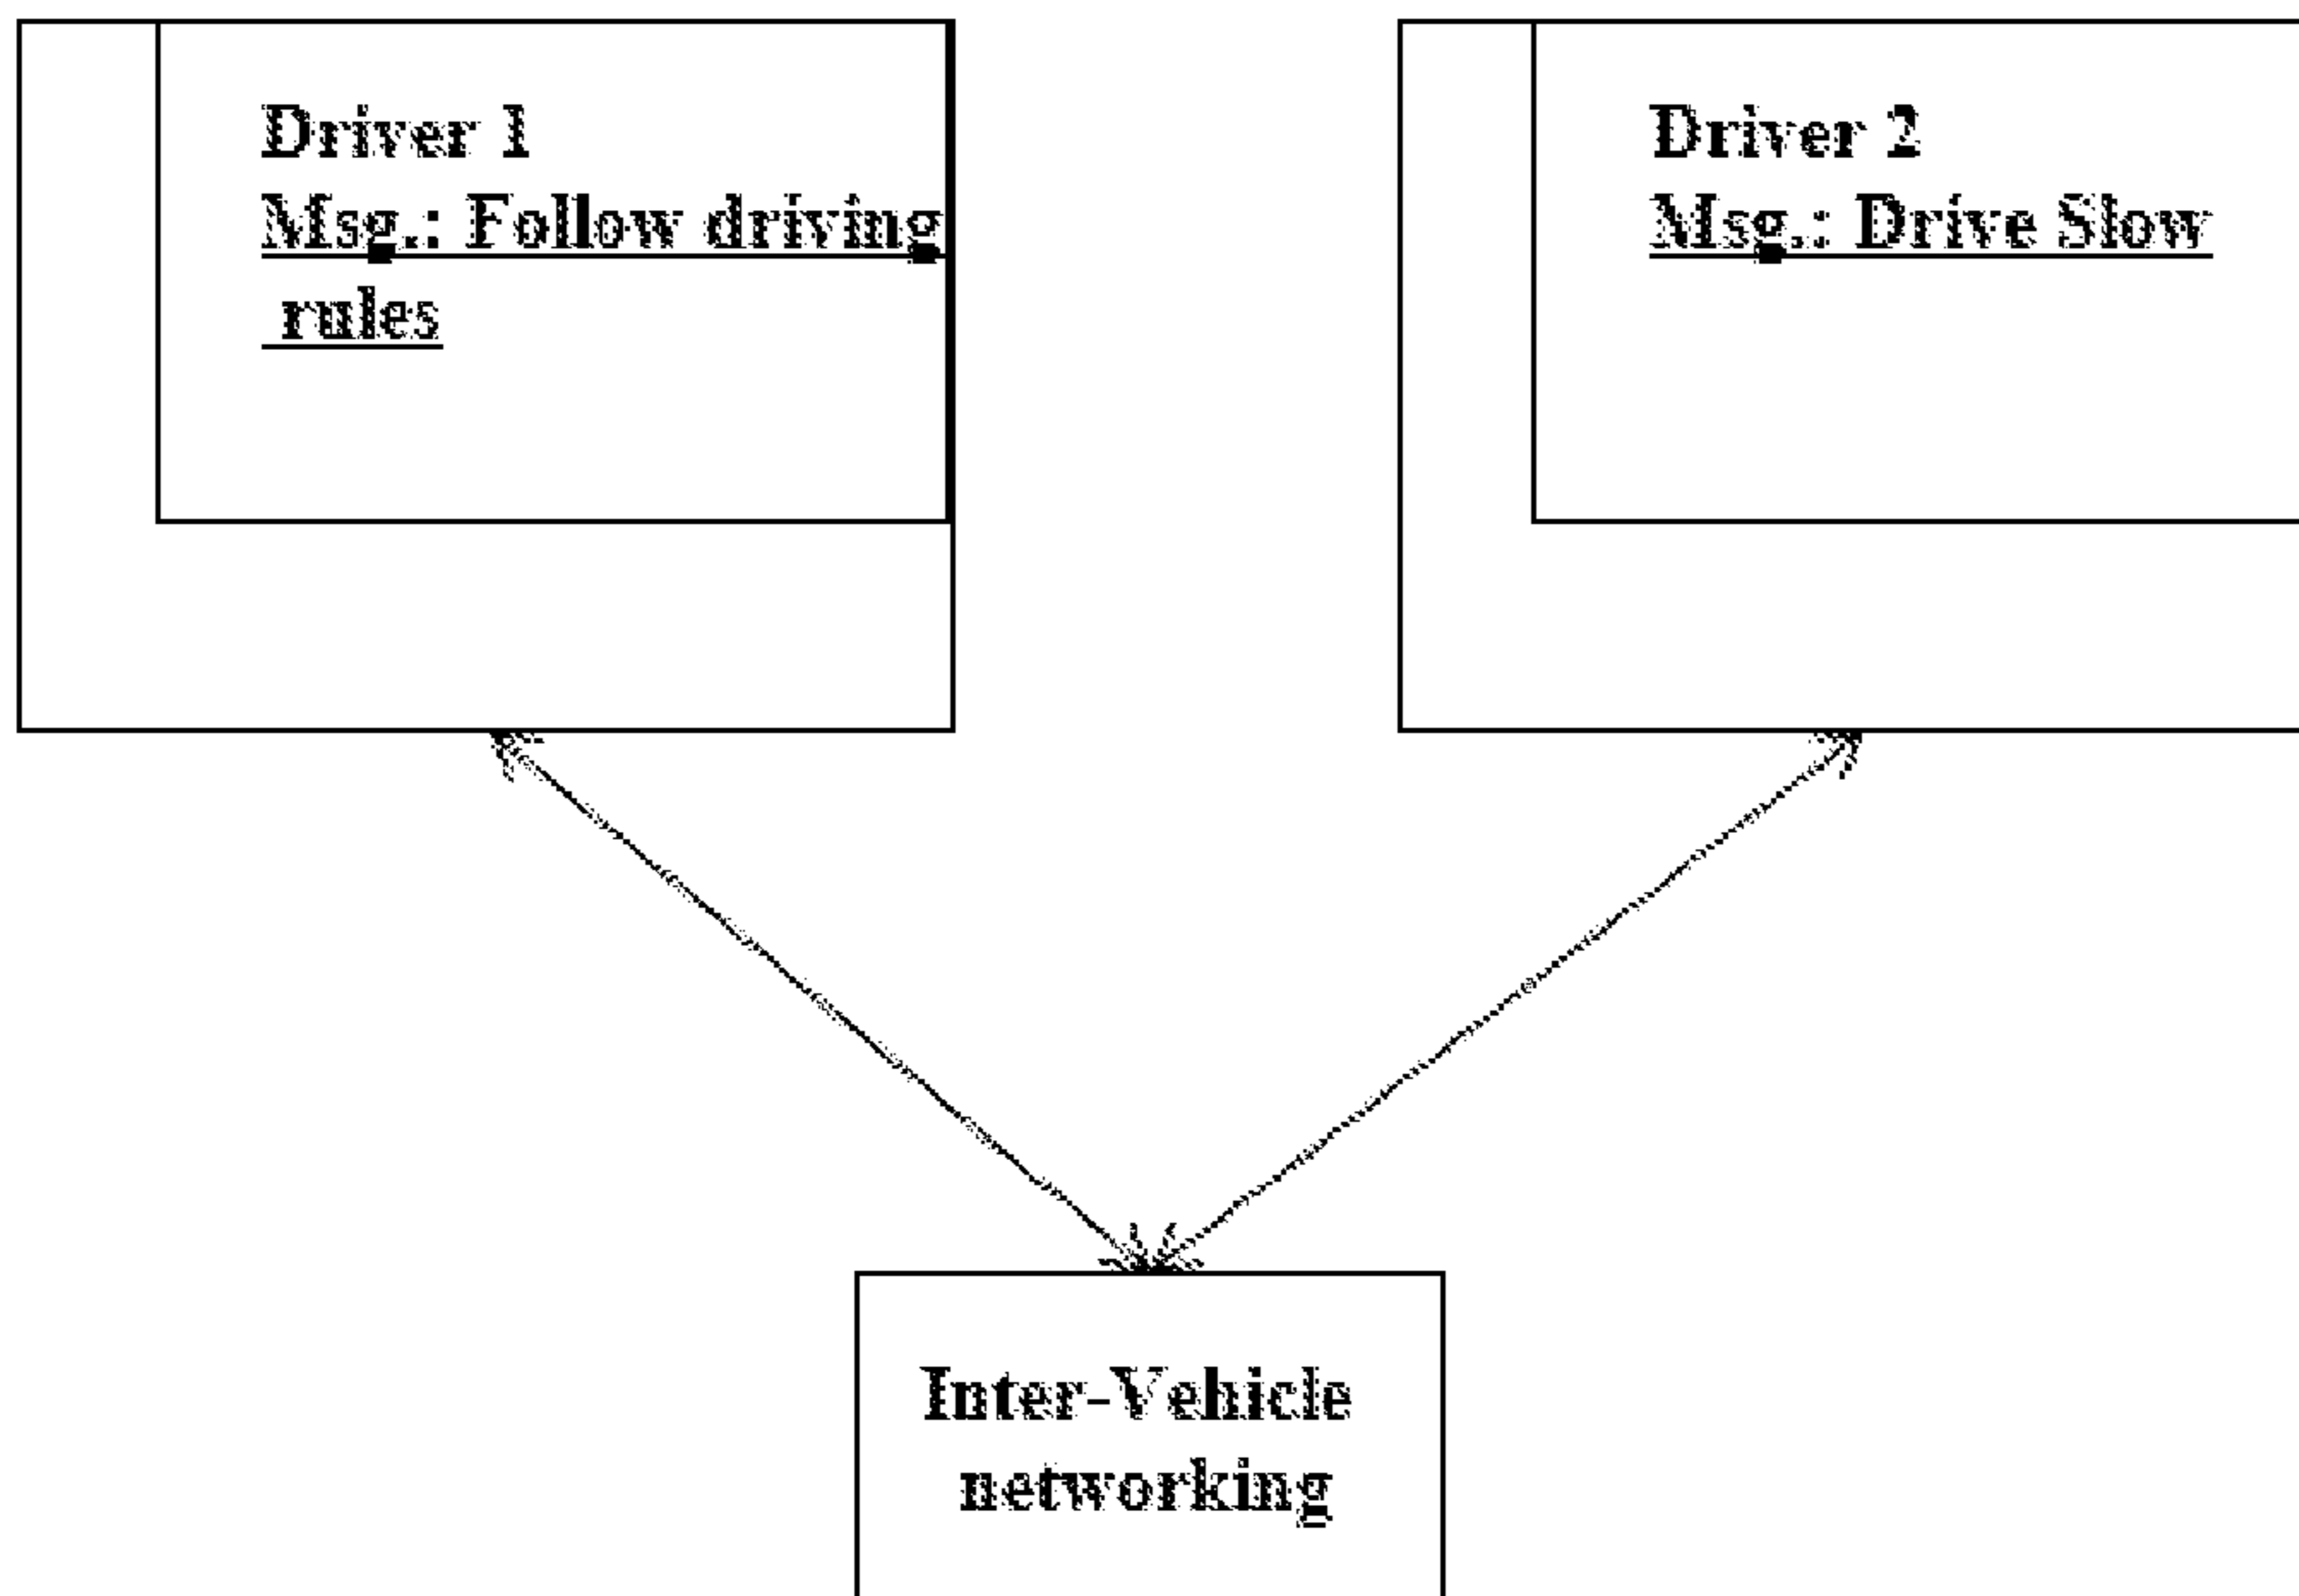 Driver 1
Msg.: Follow driving
rules
Driver 2
Msg.: Drive Slow
Inter-Vehicle
networking